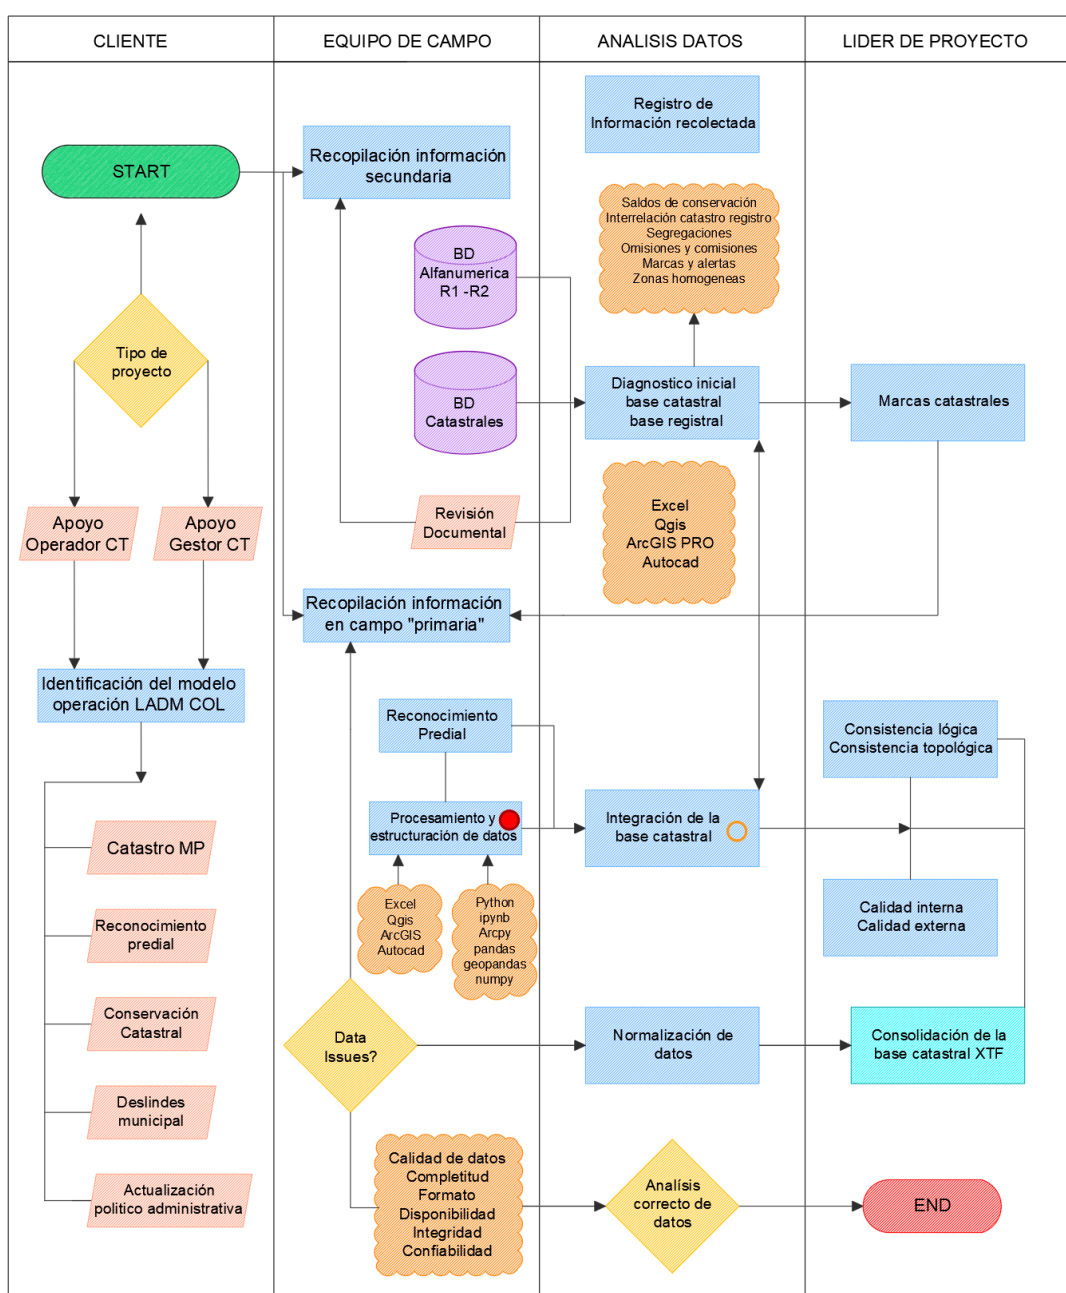 CLIENTE
EQUIPO DE CAMPO
ANALISIS DATOS
LIDER DE PROYECTO
START
Tipo de
proyecto
Apoyo
Operador CT
Apoyo
Gestor CT
Identificación del modelo
operación LADM COL
Catastro MP
Reconocimiento
predial
Conservación
Catastral
Deslindes
municipal
Actualización
politico administrativa
Recopilación información
secundaria
BD
Alfanumerica
R1 -R2
BD
Catastrales
Revisión
Documental
Recopilación información
en campo "primaria"
Reconocimiento
Predial
Procesamiento y
estructuración de datos
Excel
Qgis
ArcGIS
Autocad
Python
ipynb
Arcpy
pandas
geopandas
numpy
Data
Issues?
Calidad de datos
Completitud
Formato
Disponibilidad
Integridad
Confiabilidad
Registro de
Información recolectada
Saldos de conservación
Interrelación catastro registro
Segregaciones
Omisiones y comisiones
Marcas y alertas
Zonas homogeneas
Diagnostico inicial
base catastral
base registral
Excel
Qgis
ArcGIS PRO
Autocad
Integración de la
base catastral
Normalización de
datos
Analísis
correcto de
datos
Marcas catastrales
Consistencia lógica
Consistencia topológica
Calidad interna
Calidad externa
Consolidación de la
base catastral XTF
END